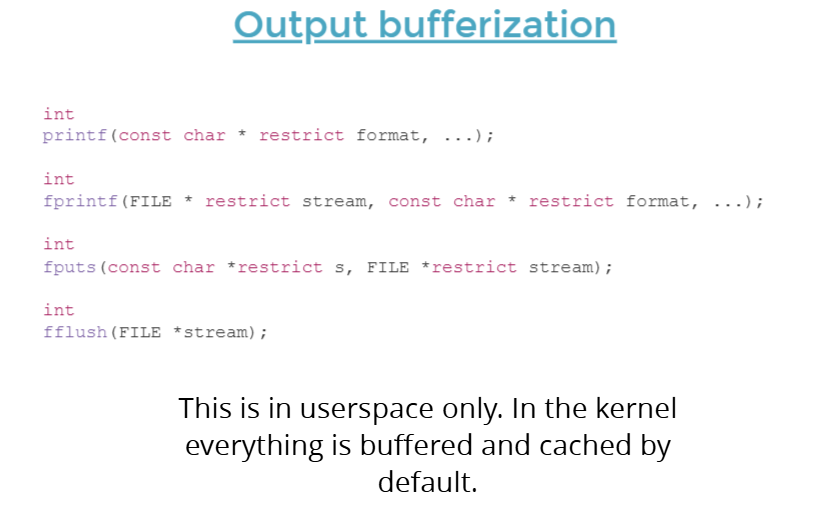 Output bufferization
int
printf(const char * restrict format, ...);
int
fprintf(FILE * restrict stream, const char * restrict format, ...);
int
fputs(const char *restrict s, FILE *restrict stream);
int
fflush(FILE *stream);
This is in userspace only. In the kernel
everything is buffered and cached by
default.